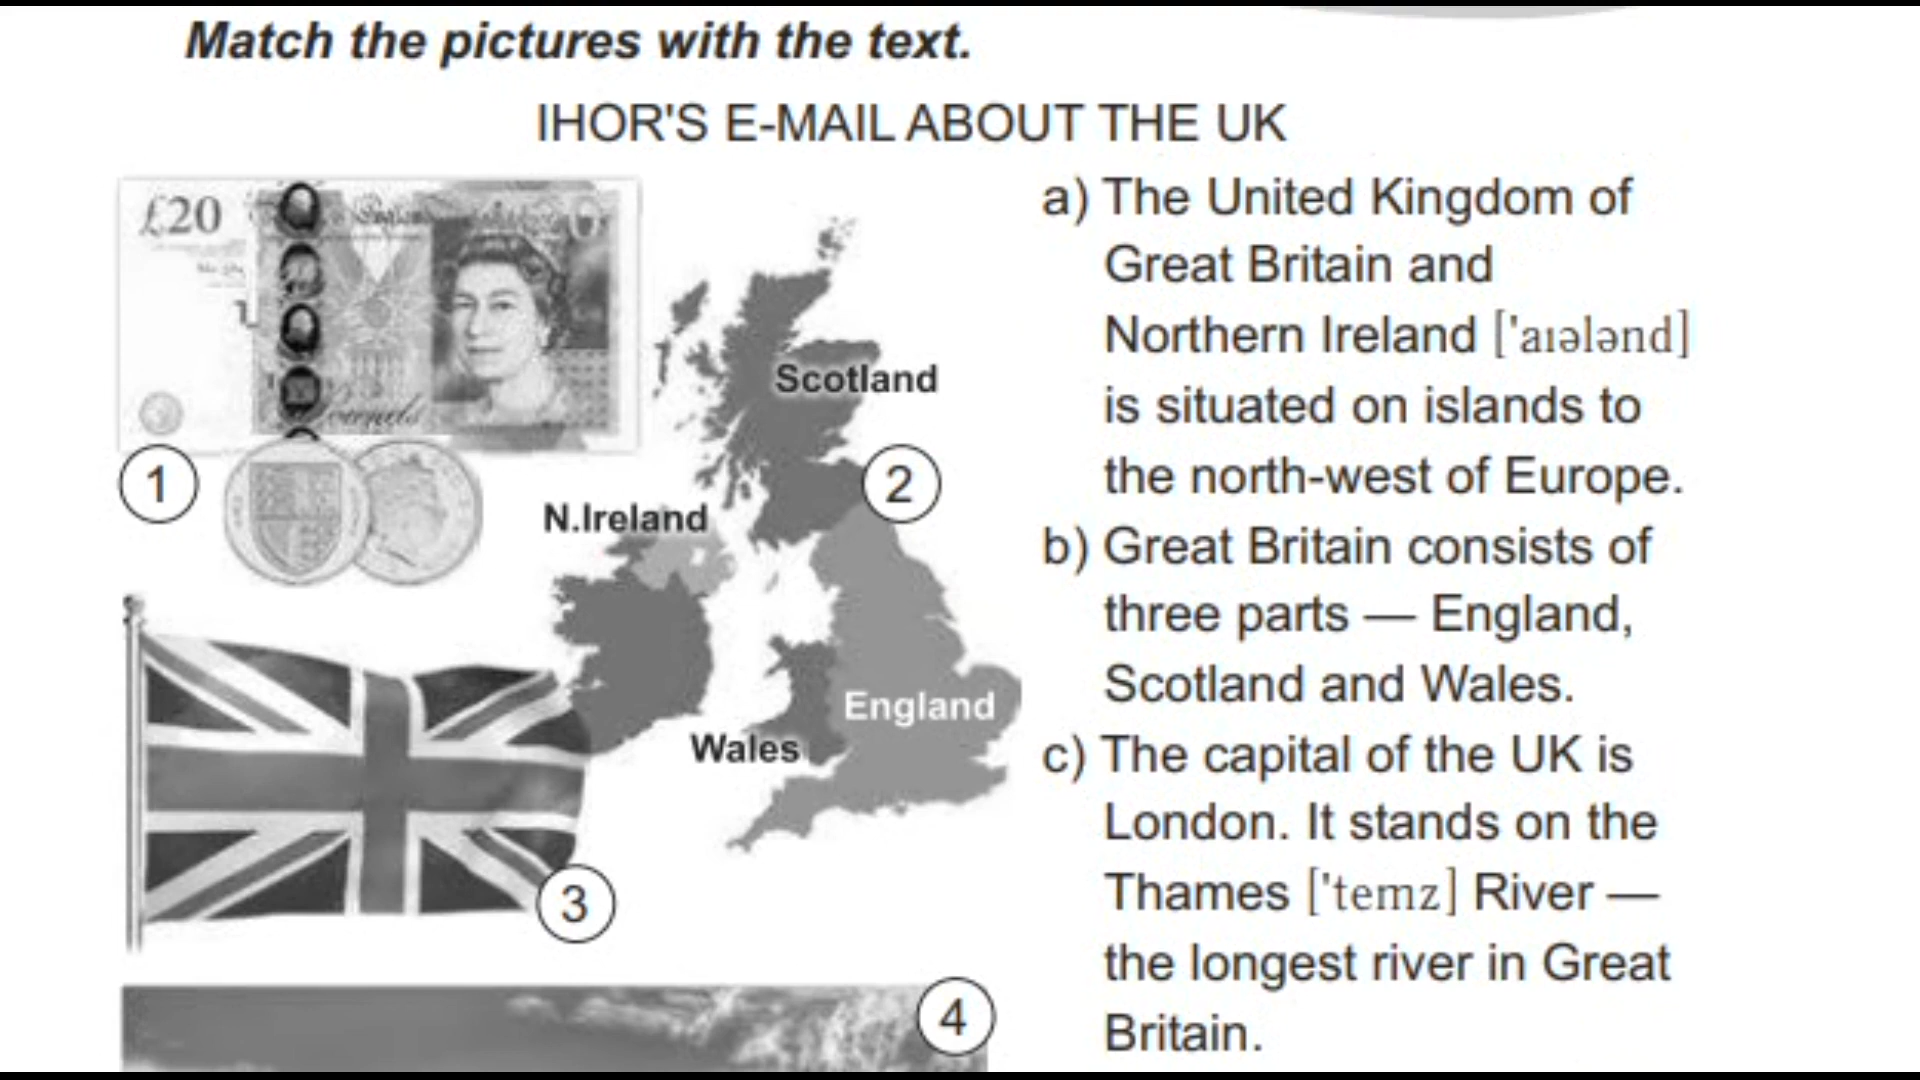 Match the pictures with the text.
IHOR'S E-MAIL ABOUT THE UK
£20
Pounds
1
Scotland
2
N.Ireland
England
Wales
3
4
a) The United Kingdom of
Great Britain and
Northern Ireland ['aıələnd]
is situated on islands to
the north-west of Europe.
b) Great Britain consists of
three parts — England,
Scotland and Wales.
c) The capital of the UK is
London. It stands on the
Thames ['temz] River —
the longest river in Great
Britain.